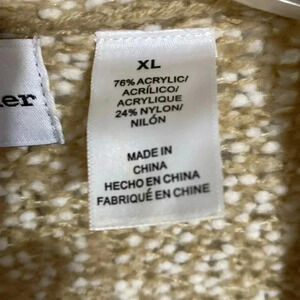 XL
76% ACRYLIC/
ACRÍLICO/
ACRYLIQUE
24% NYLON/
NILÓN
MADE IN
CHINA
HECHO EN CHINA
FABRIQUÉ EN CHINE